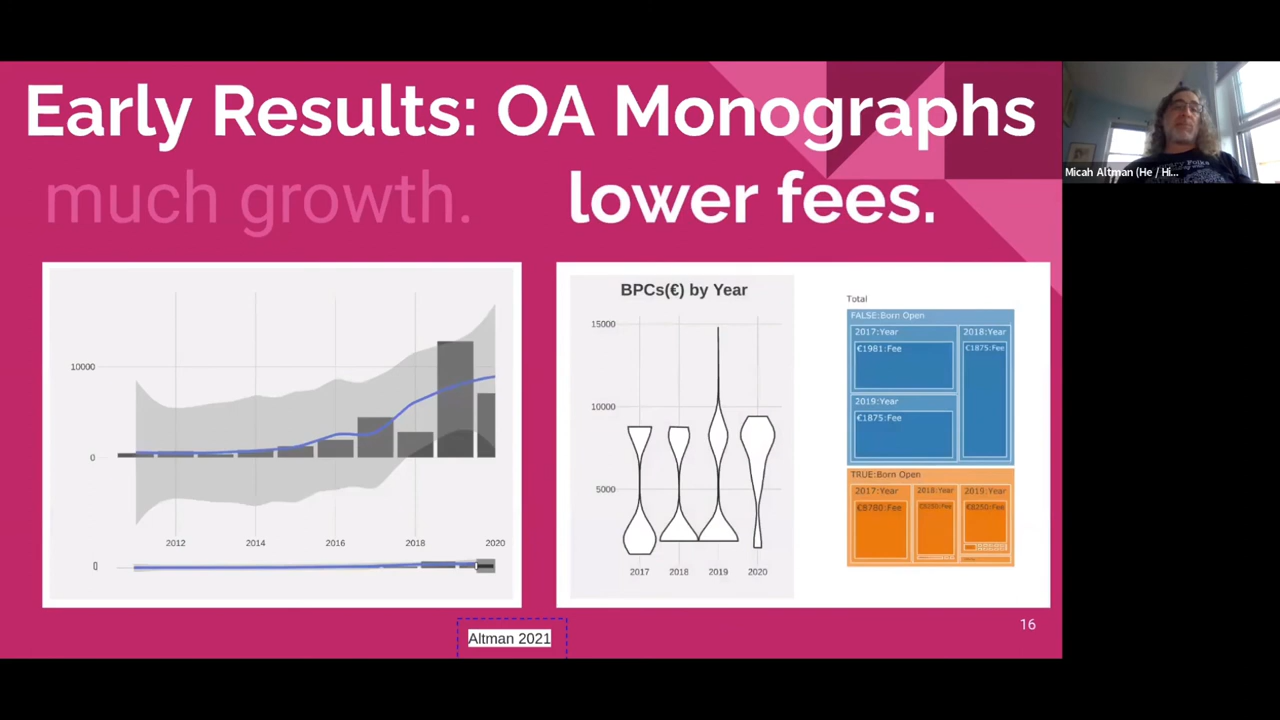 Early Results: OA Monographs
much growth.
lower fees.
10000
0
2012 2014 2016 2018 2020
0
BPCs(€) by Year
15000
10000
5000
2017 2018 2019 2020
Total
FALSE:Born Open
2017:Year
€1981:Fee
2018:Year
€1875:Fee
2019:Year
€1875:Fee
TRUE:Born Open
2017:Year
€8780:Fee
2018:Year
€8250:Fee
2019:Year
€8250:Fee
Altman 2021
16
Micah Altman (He / Hi...